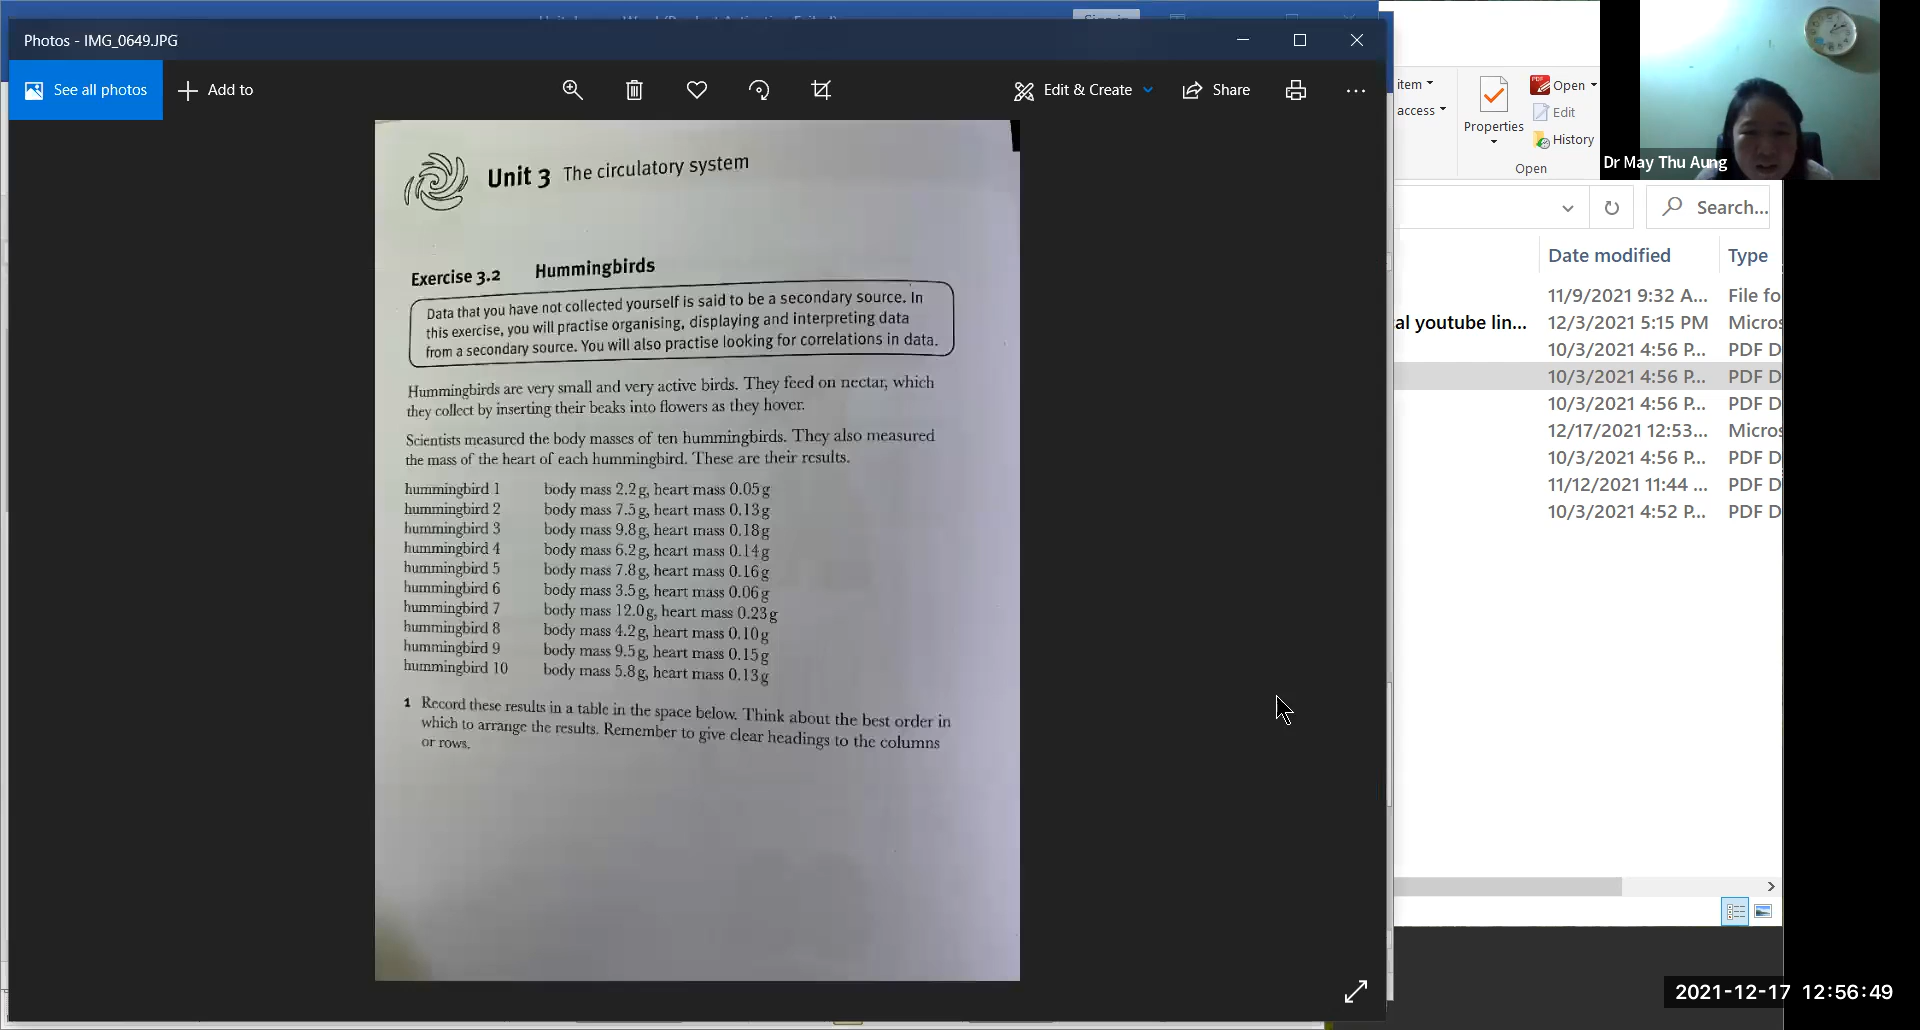 Photos - IMG_0649.JPG
See all photos
Add to
Edit & Create
Share
Unit 3 The circulatory system
Exercise 3.2 Hummingbirds
Data that you have not collected yourself is said to be a secondary source. In
this exercise, you will practise organising, displaying and interpreting data
from a secondary source. You will also practise looking for correlations in data.
Hummingbirds are very small and very active birds. They feed on nectar, which
they collect by inserting their beaks into flowers as they hover.
Scientists measured the body masses of ten hummingbirds. They also measured
the mass of the heart of each hummingbird. These are their results.
hummingbird 1 body mass 2.2 g, heart mass 0.05 g
hummingbird 2 body mass 7.5 g, heart mass 0.13 g
hummingbird 3 body mass 9.8 g, heart mass 0.18 g
hummingbird 4 body mass 6.2 g, heart mass 0.14 g
hummingbird 5 body mass 7.8 g, heart mass 0.16 g
hummingbird 6 body mass 3.5 g, heart mass 0.06 g
hummingbird 7 body mass 12.0 g, heart mass 0.23 g
hummingbird 8 body mass 4.2 g, heart mass 0.10 g
hummingbird 9 body mass 9.5 g, heart mass 0.15 g
hummingbird 10 body mass 5.8 g, heart mass 0.13 g
1 Record these results in a table in the space below. Think about the best order in
which to arrange the results. Remember to give clear headings to the columns
or rows.
item
access
Properties
Open
Edit
History
Open
Dr May Thu Aung
Search...
Date modified Type
11/9/2021 9:32 A... File fo
al youtube lin... 12/3/2021 5:15 PM Micros
10/3/2021 4:56 P... PDF D
10/3/2021 4:56 P... PDF D
10/3/2021 4:56 P... PDF D
12/17/2021 12:53... Micros
10/3/2021 4:56 P... PDF D
11/12/2021 11:44 ... PDF D
10/3/2021 4:52 P... PDF D
2021-12-17 12:56:49